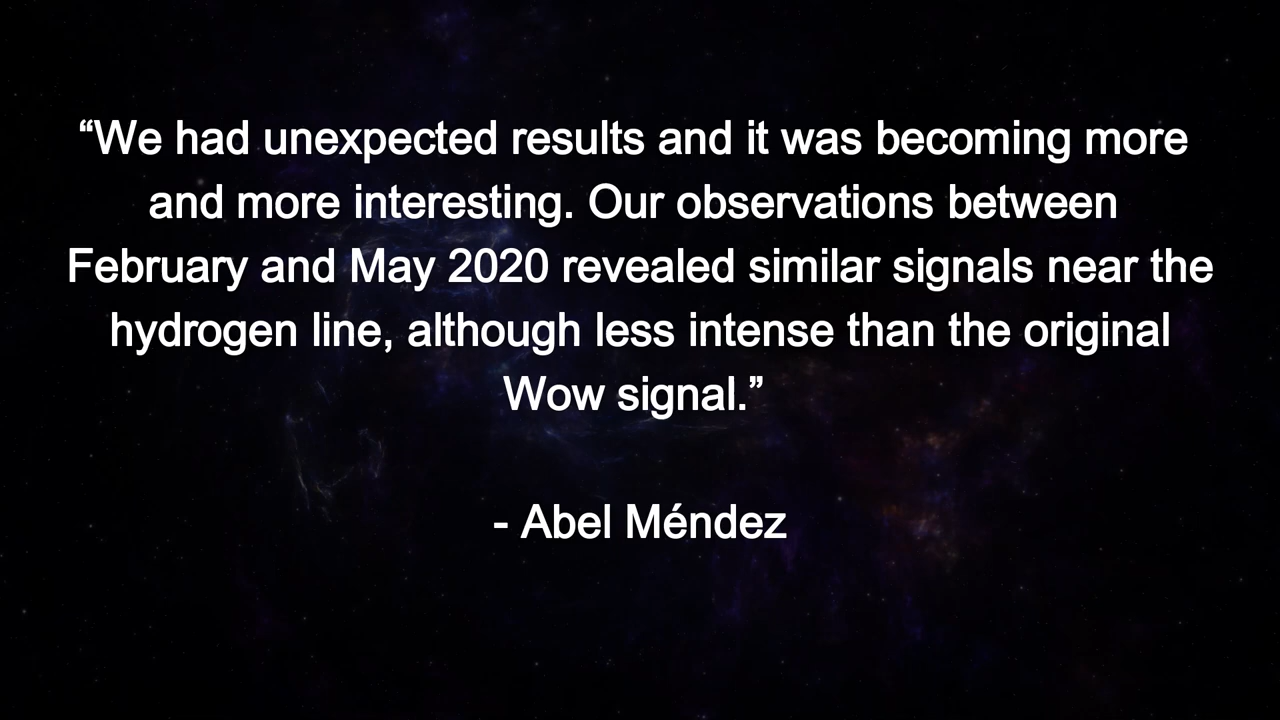 “We had unexpected results and it was becoming more
and more interesting. Our observations between
February and May 2020 revealed similar signals near the
hydrogen line, although less intense than the original
Wow signal.”
- Abel Méndez